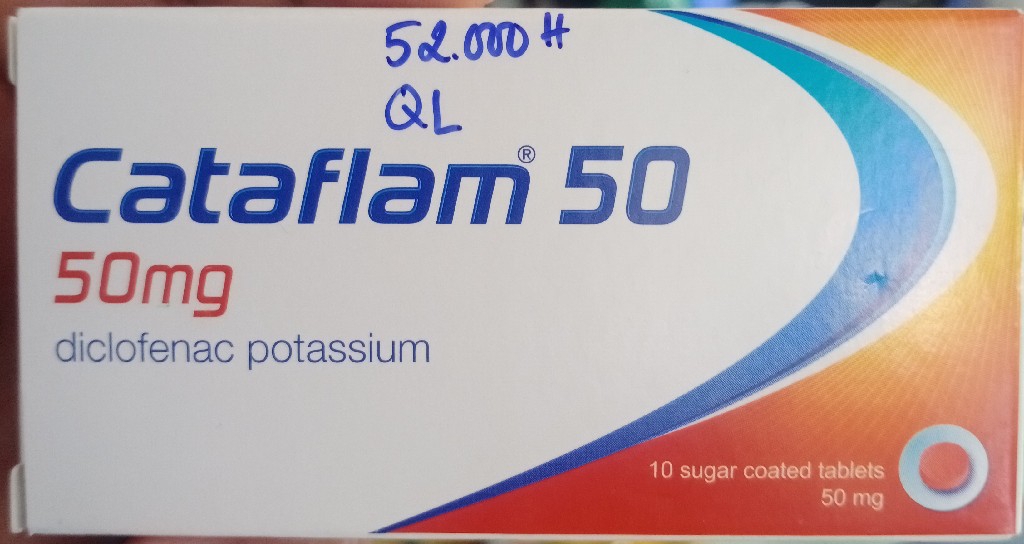 52.000 H
QL
Cataflam® 50
50mg
diclofenac potassium
10 sugar coated tablets
50 mg